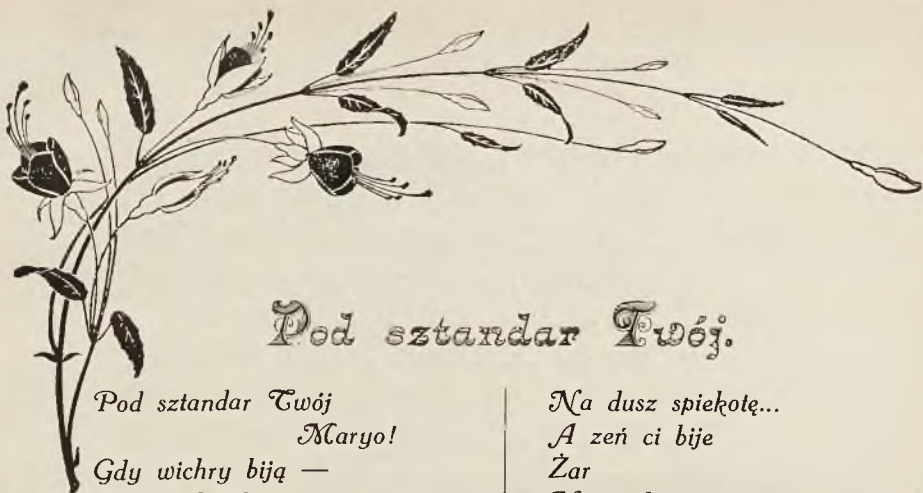 Pod sztandar Twój.
Pod sztandar Twój
Maryo!
Gdy wichry biją —
Na dusz spiekotę...
A zeń ci bije
Żar